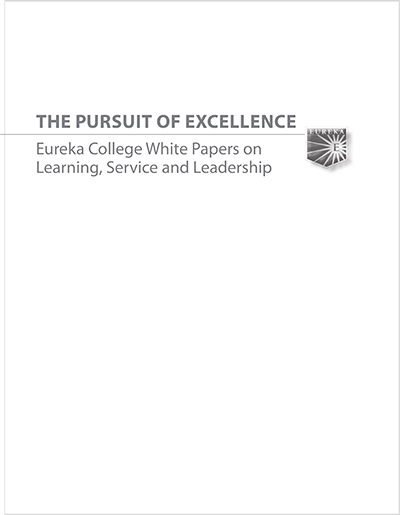 THE PURSUIT OF EXCELLENCE
EUREKA
E
Eureka College White Papers on
Learning, Service and Leadership